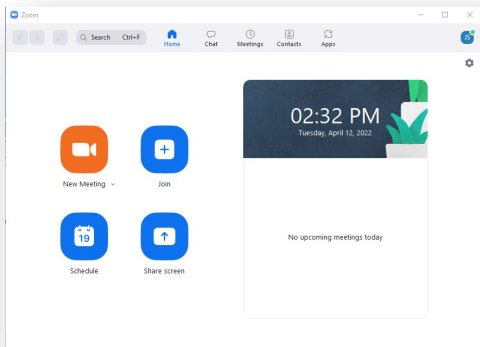 Zoom
Search Ctrl+F
Home
Chat
Meetings
Contacts
Apps
JS
02:32 PM
Tuesday, April 12, 2022
New Meeting
Join
19
Schedule
Share screen
No upcoming meetings today